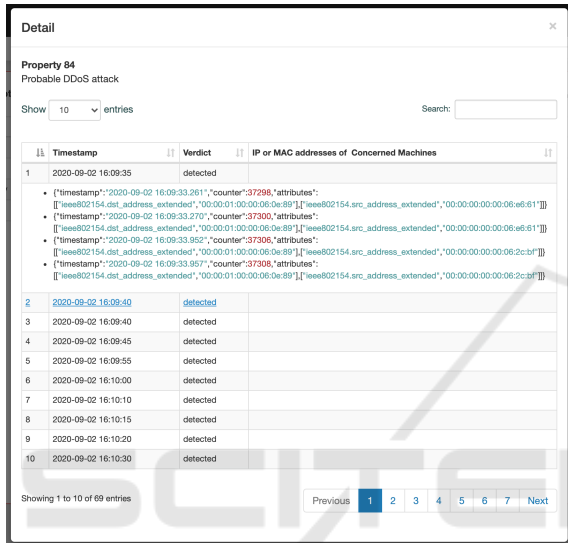 Detail ×
Property 84
Probable DDoS attack
Show 10 entries Search:
Timestamp Verdict IP or MAC addresses of Concerned Machines
1 2020-09-02 16:09:35 detected
{"timestamp":"2020-09-02 16:09:33.261","counter":37298,"attributes":
[["ieee802154.dst_address_extended","00:00:01:00:00:06:0e:89"],["ieee802154.src_address_extended","00:00:00:00:00:06:e6:61"]]}
{"timestamp":"2020-09-02 16:09:33.270","counter":37300,"attributes":
[["ieee802154.dst_address_extended","00:00:01:00:00:06:0e:89"],["ieee802154.src_address_extended","00:00:00:00:00:06:e6:61"]]}
{"timestamp":"2020-09-02 16:09:33.952","counter":37306,"attributes":
[["ieee802154.dst_address_extended","00:00:01:00:00:06:0e:89"],["ieee802154.src_address_extended","00:00:00:00:00:06:2c:bf"]]}
{"timestamp":"2020-09-02 16:09:33.957","counter":37308,"attributes":
[["ieee802154.dst_address_extended","00:00:01:00:00:06:0e:89"],["ieee802154.src_address_extended","00:00:00:00:00:06:2c:bf"]]}
2 2020-09-02 16:09:40 detected
3 2020-09-02 16:09:40 detected
4 2020-09-02 16:09:45 detected
5 2020-09-02 16:09:55 detected
6 2020-09-02 16:10:00 detected
7 2020-09-02 16:10:10 detected
8 2020-09-02 16:10:15 detected
9 2020-09-02 16:10:20 detected
10 2020-09-02 16:10:30 detected
Showing 1 to 10 of 69 entries Previous 1 2 3 4 5 6 7 Next